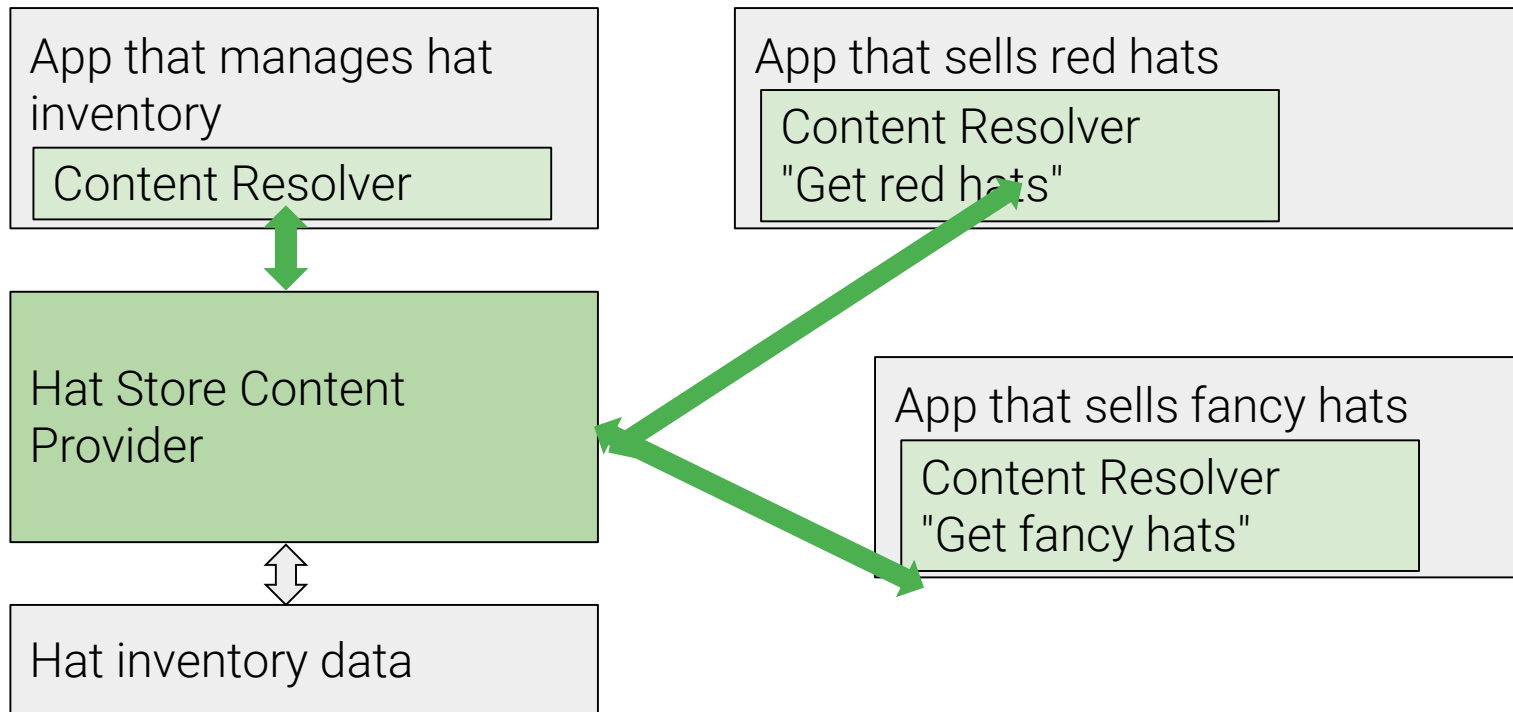 App that manages hat
inventory
Content Resolver
App that sells red hats
Content Resolver
"Get red hats"
Hat Store Content
Provider
App that sells fancy hats
Content Resolver
"Get fancy hats"
Hat inventory data